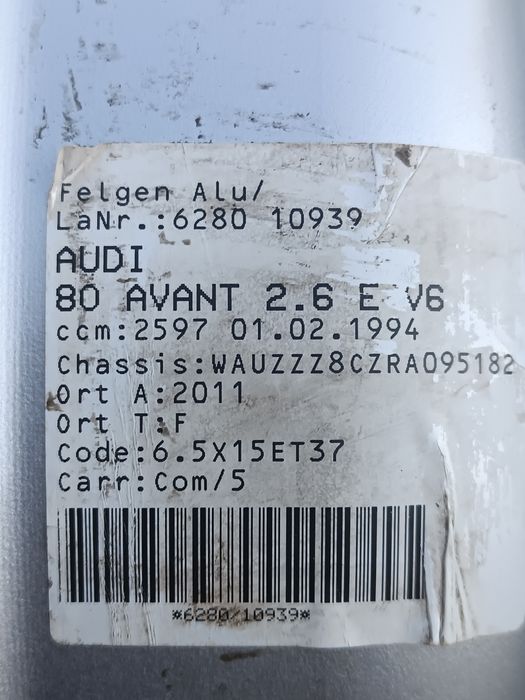 Felgen Alu/
LaNr.:6280 10939
AUDI
80 AVANT 2.6 E V6
ccm:2597 01.02.1994
Chassis:WAUZZZ8CZRA095182
Ort A:2011
Ort T:F
Code:6.5X15ET37
Carr:Com/5
*6280/10939*